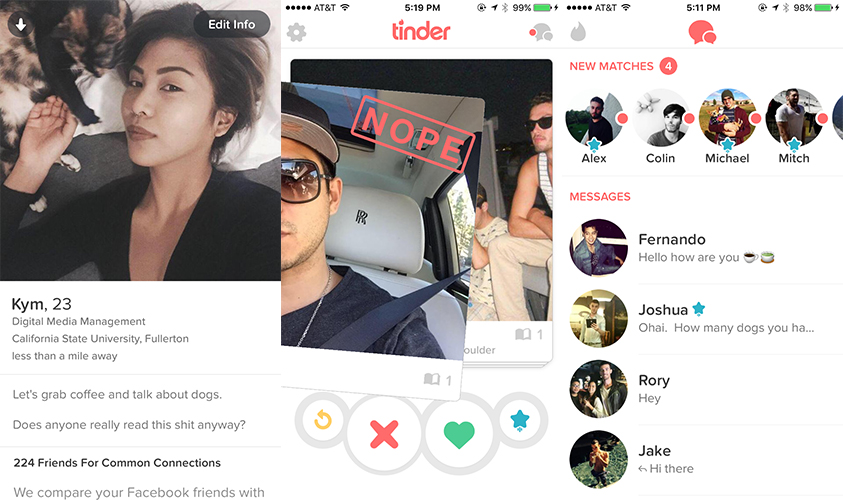 Edit Info
Kym, 23
Digital Media Management
California State University, Fullerton
less than a mile away
Let's grab coffee and talk about dogs.
Does anyone really read this shit anyway?
224 Friends For Common Connections
We compare your Facebook friends with
AT&T 5:19 PM 99%
tinder
NOPE
RR
1
oulder
1
AT&T 5:11 PM 98%
NEW MATCHES 4
Alex Colin Michael Mitch
MESSAGES
Fernando
Hello how are you ☕🍵
Joshua
Ohai. How many dogs you ha...
Rory
Hey
Jake
Hi there